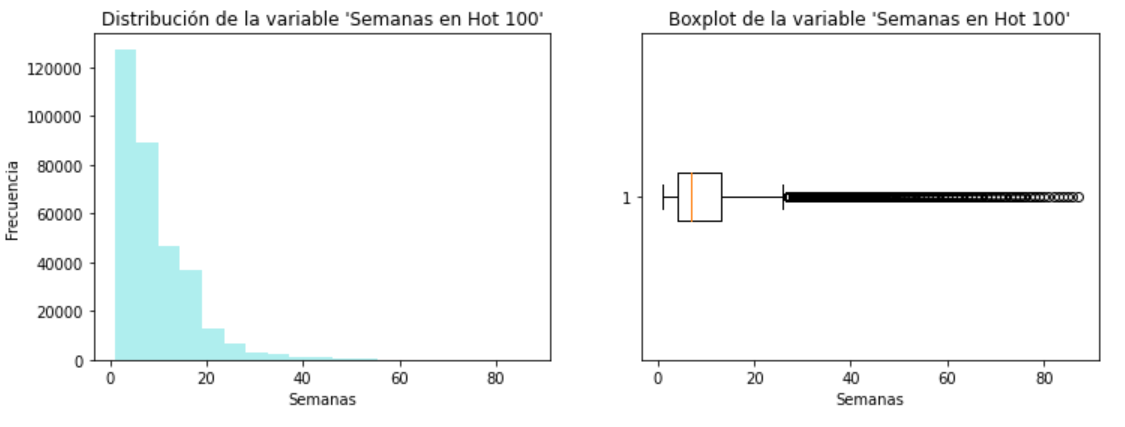 Distribución de la variable 'Semanas en Hot 100'
Frecuencia
120000
100000
80000
60000
40000
20000
0
0 20 40 60 80
Semanas
Boxplot de la variable 'Semanas en Hot 100'
1
0 20 40 60 80
Semanas